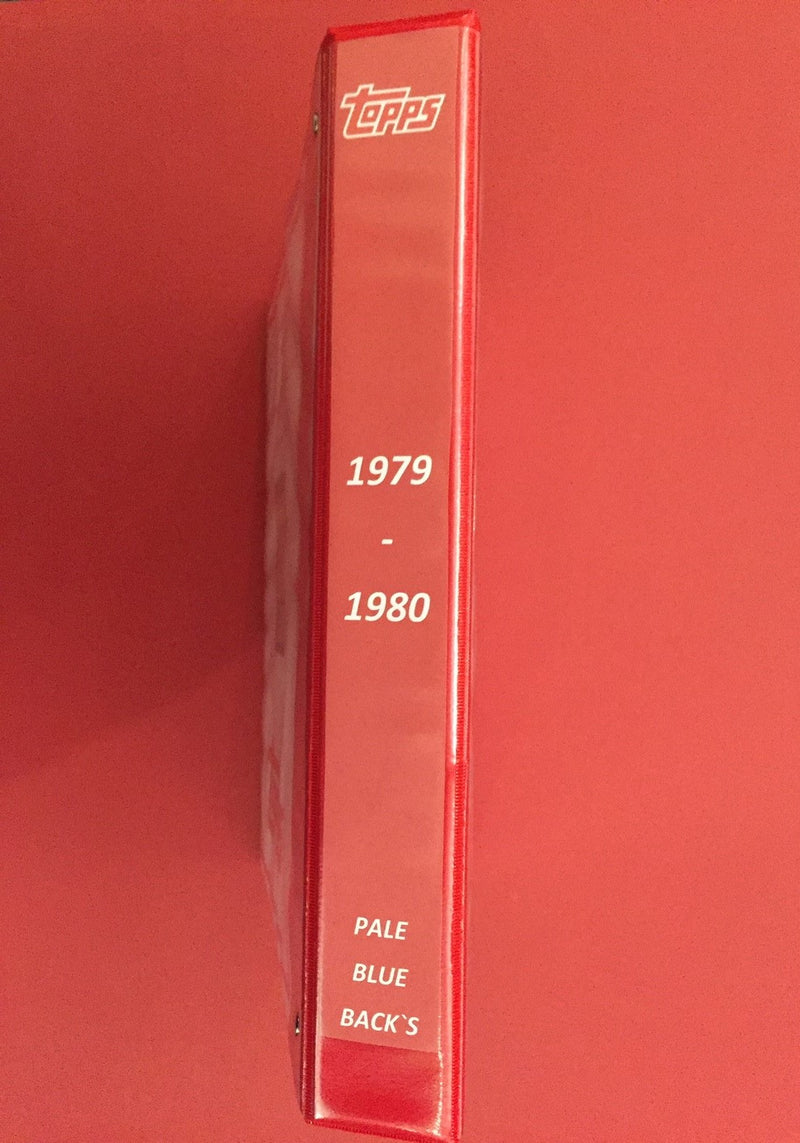 topps
1979
-
1980
PALE
BLUE
BACK`S